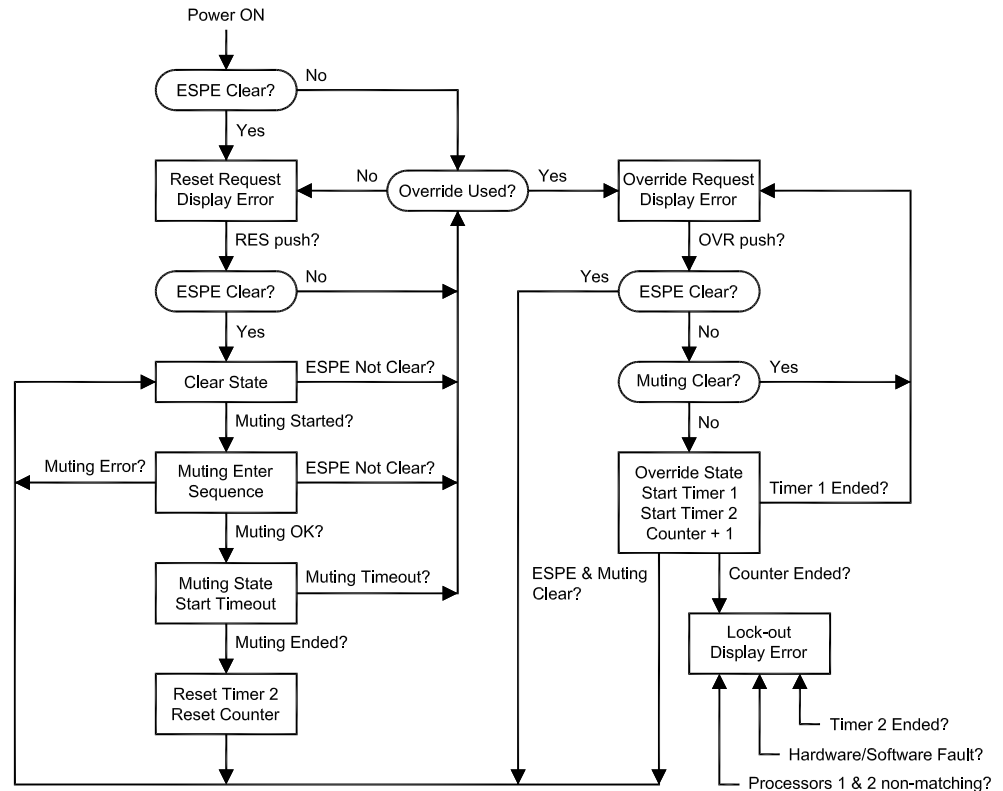 Power ON
ESPE Clear?
No
Yes
Reset Request
Display Error
No
Override Used?
Yes
Override Request
Display Error
RES push?
OVR push?
ESPE Clear?
No
Yes
ESPE Clear?
Yes
No
Clear State
ESPE Not Clear?
Muting Clear?
Yes
Muting Started?
No
Muting Error?
Muting Enter
Sequence
ESPE Not Clear?
Override State
Start Timer 1
Start Timer 2
Counter + 1
Timer 1 Ended?
Muting OK?
Muting State
Start Timeout
Muting Timeout?
ESPE & Muting
Clear?
Counter Ended?
Muting Ended?
Lock-out
Display Error
Reset Timer 2
Reset Counter
Timer 2 Ended?
Hardware/Software Fault?
Processors 1 & 2 non-matching?